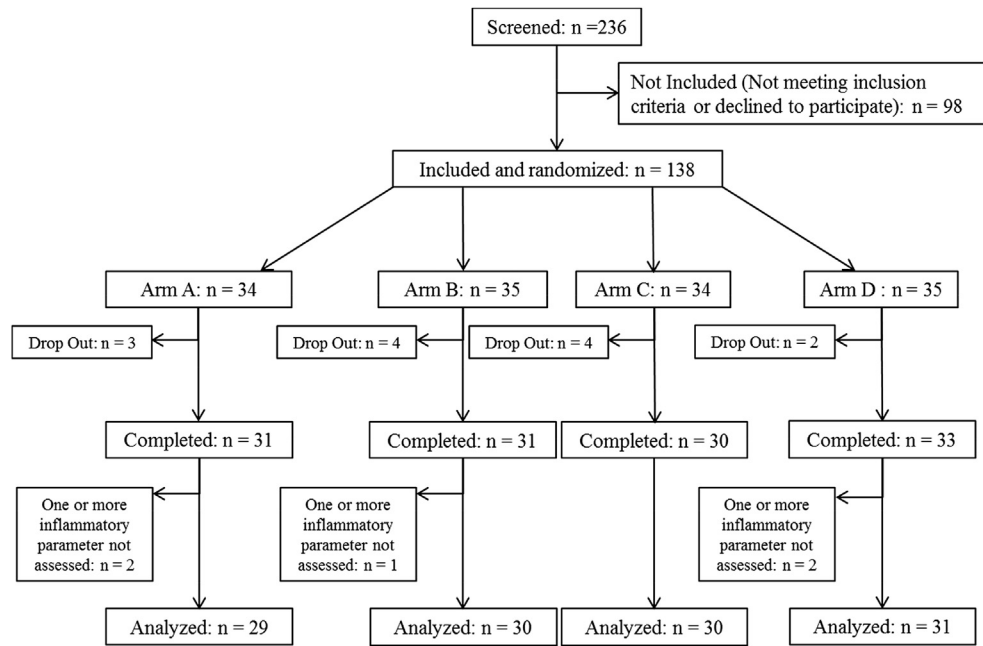 Screened: n =236
Not Included (Not meeting inclusion
criteria or declined to participate): n = 98
Included and randomized: n = 138
Arm A: n = 34
Arm B: n = 35
Arm C: n = 34
Arm D : n = 35
Drop Out: n = 3
Drop Out: n = 4
Drop Out: n = 4
Drop Out: n = 2
Completed: n = 31
Completed: n = 31
Completed: n = 30
Completed: n = 33
One or more
inflammatory
parameter not
assessed: n = 2
One or more
inflammatory
parameter not
assessed: n = 1
One or more
inflammatory
parameter not
assessed: n = 2
Analyzed: n = 29
Analyzed: n = 30
Analyzed: n = 30
Analyzed: n = 31